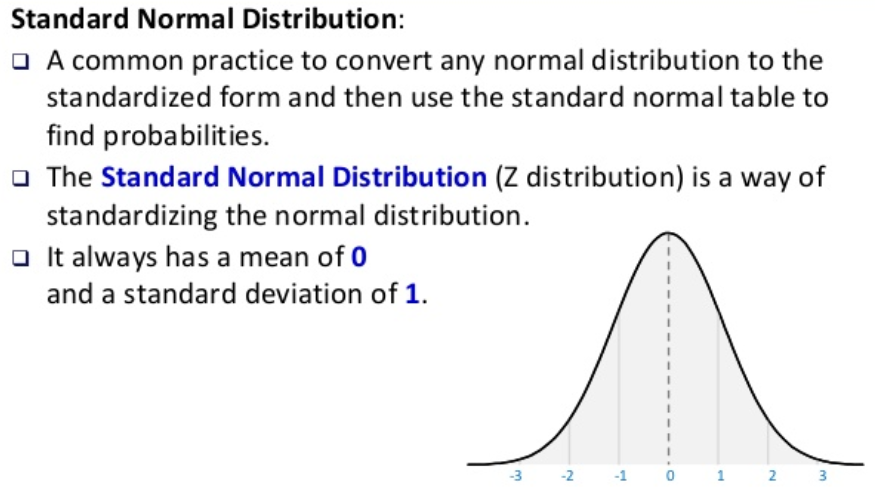 Standard Normal Distribution:
❑ A common practice to convert any normal distribution to the
standardized form and then use the standard normal table to
find probabilities.
❑ The Standard Normal Distribution (Z distribution) is a way of
standardizing the normal distribution.
❑ It always has a mean of 0
and a standard deviation of 1.
-3 -2 -1 0 1 2 3